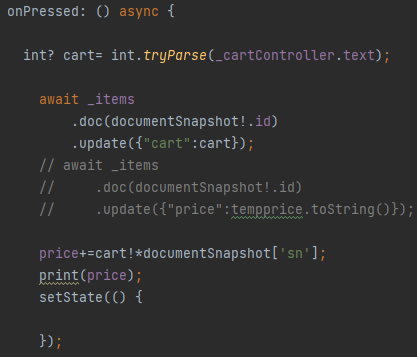 onPressed: () async {
int? cart= int.tryParse(_cartController.text);
await _items
.doc(documentSnapshot!.id)
.update({"cart":cart});
// await _items
//     .doc(documentSnapshot!.id)
//     .update({"price":tempprice.toString()});
price+=cart!*documentSnapshot['sn'];
print(price);
setState(() {
});